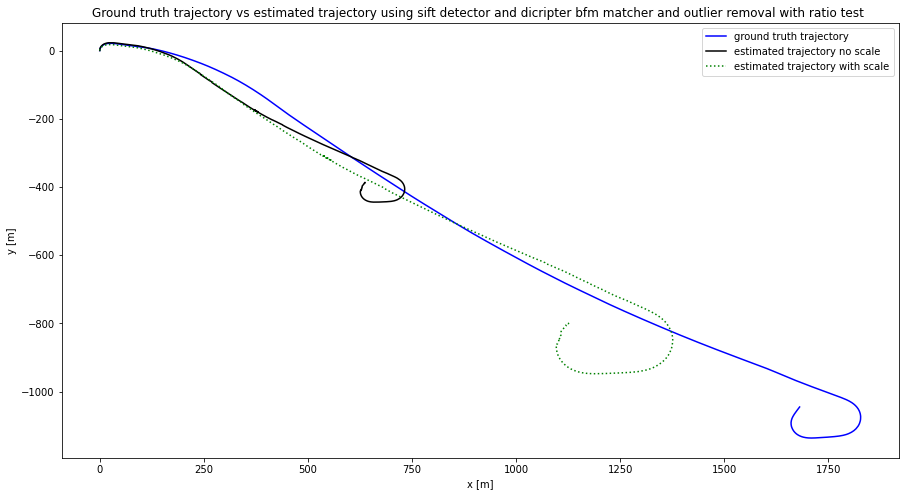 Ground truth trajectory vs estimated trajectory using sift detector and dicripter bfm matcher and outlier removal with ratio test
ground truth trajectory
estimated trajectory no scale
estimated trajectory with scale
0
−200
−400
−600
−800
−1000
y [m]
0 250 500 750 1000 1250 1500 1750
x [m]